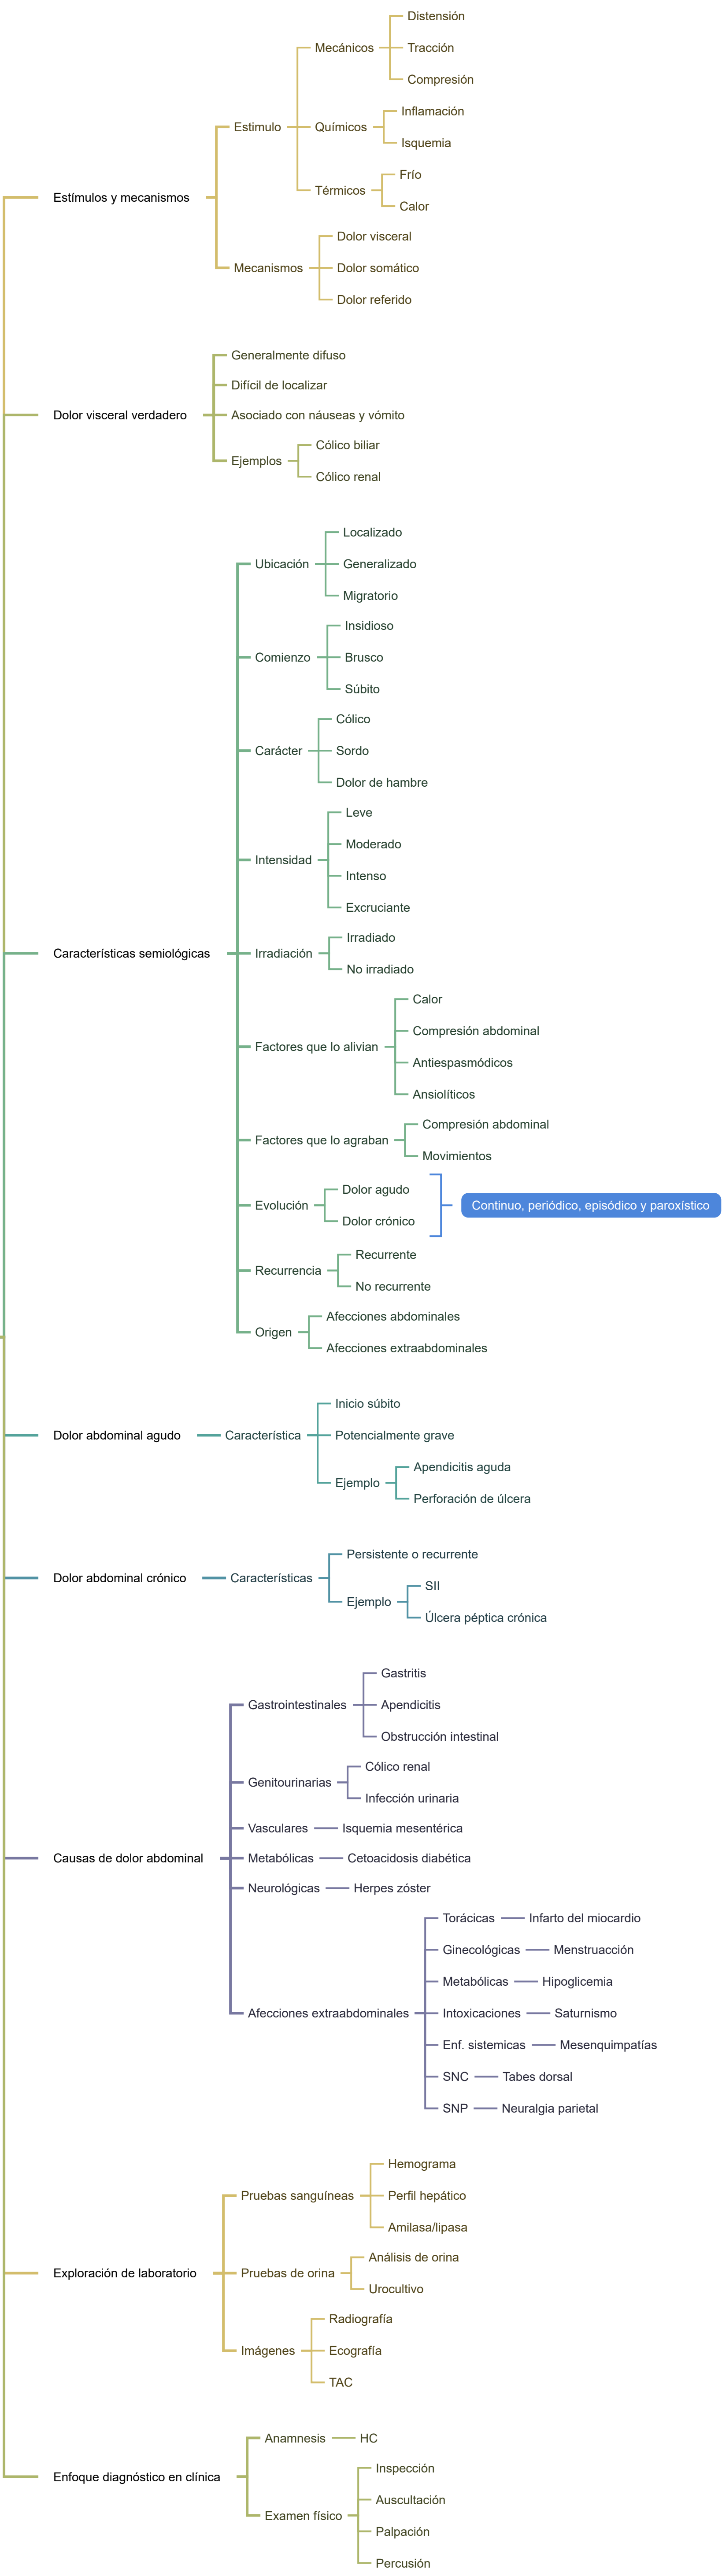 Estímulos y mecanismos
Estimulo
Mecánicos
Distensión
Tracción
Compresión
Químicos
Inflamación
Isquemia
Térmicos
Frío
Calor
Mecanismos
Dolor visceral
Dolor somático
Dolor referido
Dolor visceral verdadero
Generalmente difuso
Difícil de localizar
Asociado con náuseas y vómito
Ejemplos
Cólico biliar
Cólico renal
Características semiológicas
Ubicación
Localizado
Generalizado
Migratorio
Comienzo
Insidioso
Brusco
Súbito
Carácter
Cólico
Sordo
Dolor de hambre
Intensidad
Leve
Moderado
Intenso
Excruciante
Irradiación
Irradiado
No irradiado
Factores que lo alivian
Calor
Compresión abdominal
Antiespasmódicos
Ansiolíticos
Factores que lo agraban
Compresión abdominal
Movimientos
Evolución
Dolor agudo
Dolor crónico
Continuo, periódico, episódico y paroxístico
Recurrencia
Recurrente
No recurrente
Origen
Afecciones abdominales
Afecciones extraabdominales
Dolor abdominal agudo
Característica
Inicio súbito
Potencialmente grave
Ejemplo
Apendicitis aguda
Perforación de úlcera
Dolor abdominal crónico
Características
Persistente o recurrente
Ejemplo
SII
Úlcera péptica crónica
Causas de dolor abdominal
Gastrointestinales
Gastritis
Apendicitis
Obstrucción intestinal
Genitourinarias
Cólico renal
Infección urinaria
Vasculares
Isquemia mesentérica
Metabólicas
Cetoacidosis diabética
Neurológicas
Herpes zóster
Afecciones extraabdominales
Torácicas
Infarto del miocardio
Ginecológicas
Menstruacción
Metabólicas
Hipoglicemia
Intoxicaciones
Saturnismo
Enf. sistemicas
Mesenquimpatías
SNC
Tabes dorsal
SNP
Neuralgia parietal
Exploración de laboratorio
Pruebas sanguíneas
Hemograma
Perfil hepático
Amilasa/lipasa
Pruebas de orina
Análisis de orina
Urocultivo
Imágenes
Radiografía
Ecografía
TAC
Enfoque diagnóstico en clínica
Anamnesis
HC
Examen físico
Inspección
Auscultación
Palpación
Percusión